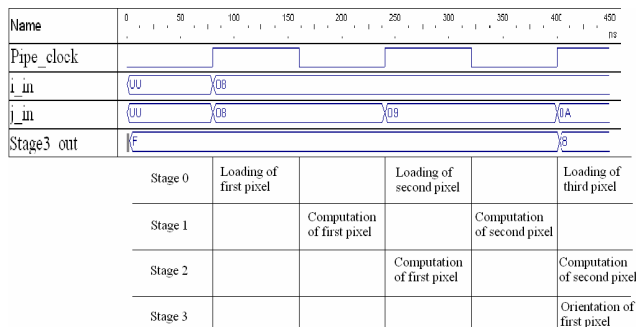 Name 0 50 100 150 200 250 300 350 400 450
ns
Pipe_clock
i_in UU 08
j_in UU 08 09 0A
Stage3_out F 8
Stage 0 Loading of first pixel Loading of second pixel Loading of third pixel
Stage 1 Computation of first pixel Computation of second pixel
Stage 2 Computation of first pixel Computation of second pixel
Stage 3 Orientation of first pixel